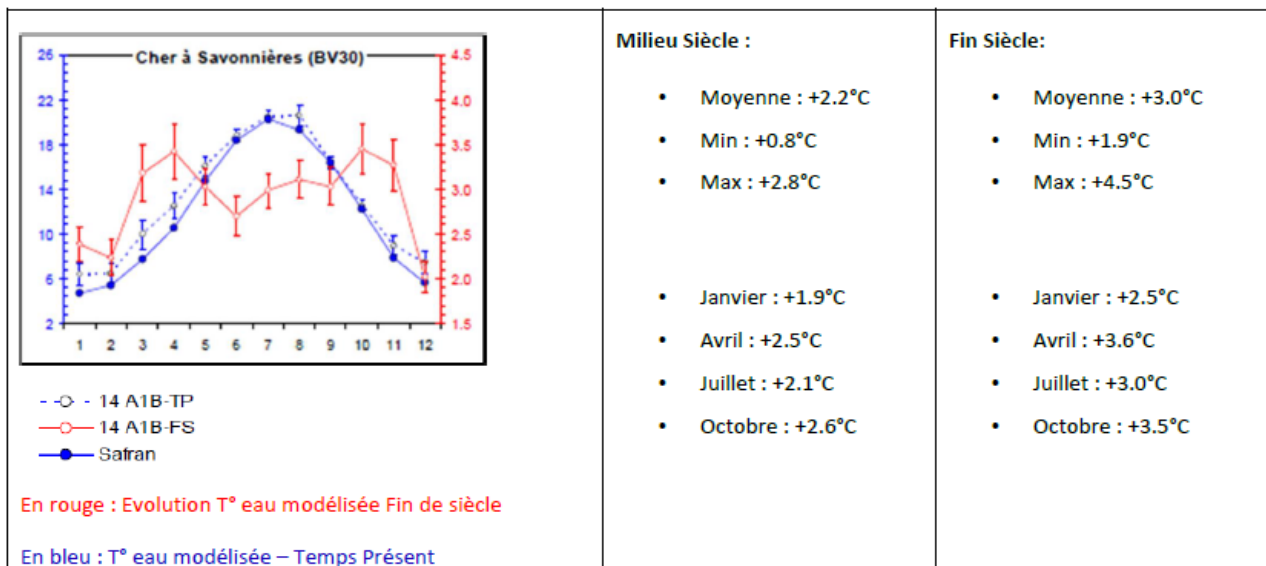 Cher à Savonnières (BV30)
26
22
18
14
10
6
2
4.5
4.0
3.5
3.0
2.5
2.0
1.5
1 2 3 4 5 6 7 8 9 10 11 12
14 A1B-TP
14 A1B-FS
Safran
En rouge : Evolution T° eau modélisée Fin de siècle
En bleu : T° eau modélisée – Temps Présent
Milieu Siècle :
• Moyenne : +2.2°C
• Min : +0.8°C
• Max : +2.8°C
• Janvier : +1.9°C
• Avril : +2.5°C
• Juillet : +2.1°C
• Octobre : +2.6°C
Fin Siècle:
• Moyenne : +3.0°C
• Min : +1.9°C
• Max : +4.5°C
• Janvier : +2.5°C
• Avril : +3.6°C
• Juillet : +3.0°C
• Octobre : +3.5°C